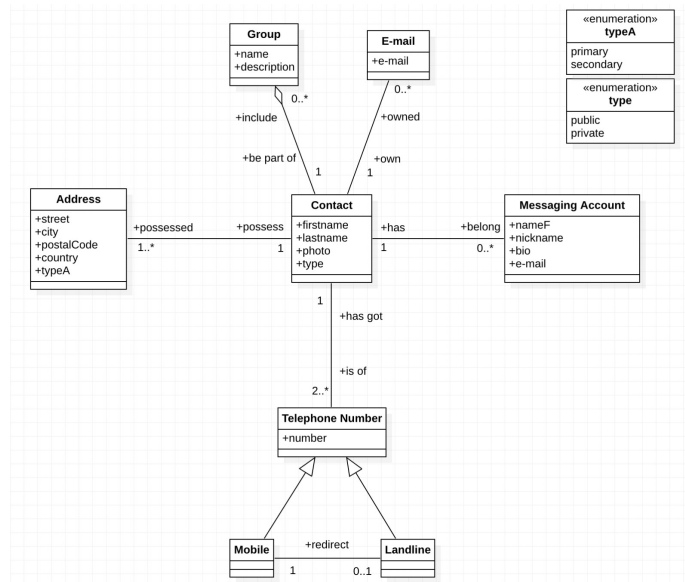 Group
+name
+description
0..*
+include
+be part of
1
E-mail
+e-mail
0..*
+owned
+own
1
«enumeration»
typeA
primary
secondary
«enumeration»
type
public
private
Address
+street
+city
+postalCode
+country
+typeA
+possessed
+possess
1..*
1
Contact
+firstname
+lastname
+photo
+type
+has
+belong
1
0..*
Messaging Account
+nameF
+nickname
+bio
+e-mail
1
+has got
+is of
2..*
Telephone Number
+number
Mobile
+redirect
1
0..1
Landline